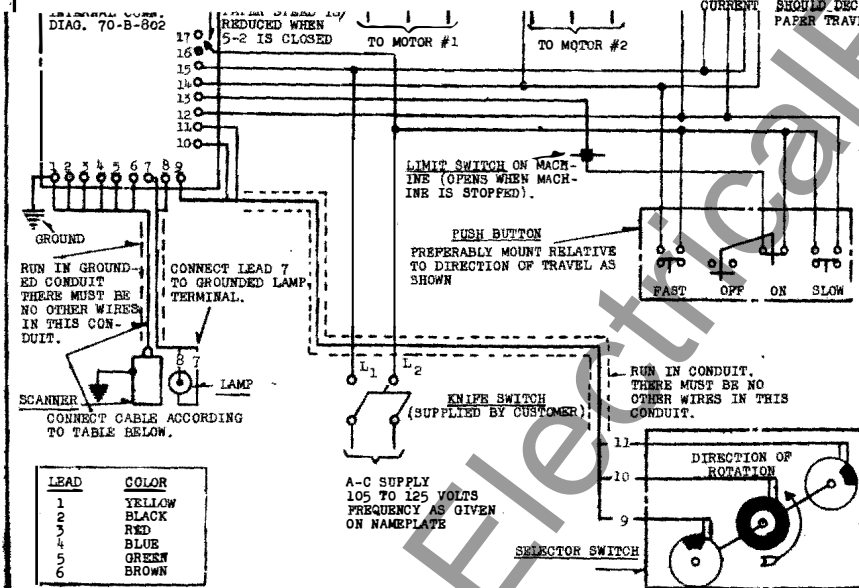 INTERNAL CONN.
DIAG. 70-B-802
PAPER SPEED IS
REDUCED WHEN
5-2 IS CLOSED
TO MOTOR #1
TO MOTOR #2
CURRENT
SHOULD DEC
PAPER TRAV
17
16
15
14
13
12
11
10
1 2 3 4 5 6 7 8 9
GROUND
LIMIT SWITCH ON MACH-
INE (OPENS WHEN MACH-
INE IS STOPPED).
PUSH BUTTON
PREFERABLY MOUNT RELATIVE
TO DIRECTION OF TRAVEL AS
SHOWN
FAST OFF ON SLOW
RUN IN GROUND-
ED CONDUIT
THERE MUST BE
NO OTHER WIRES
IN THIS CON-
DUIT.
CONNECT LEAD 7
TO GROUNDED LAMP
TERMINAL.
8 7
LAMP
SCANNER
CONNECT CABLE ACCORDING
TO TABLE BELOW.
L1 L2
KNIFE SWITCH
(SUPPLIED BY CUSTOMER)
A-C SUPPLY
105 TO 125 VOLTS
FREQUENCY AS GIVEN
ON NAMEPLATE
RUN IN CONDUIT.
THERE MUST BE NO
OTHER WIRES IN THIS
CONDUIT.
11
10
9
DIRECTION OF
ROTATION
SELECTOR SWITCH
LEAD COLOR
1 YELLOW
2 BLACK
3 RED
4 BLUE
5 GREEN
6 BROWN
Electrical